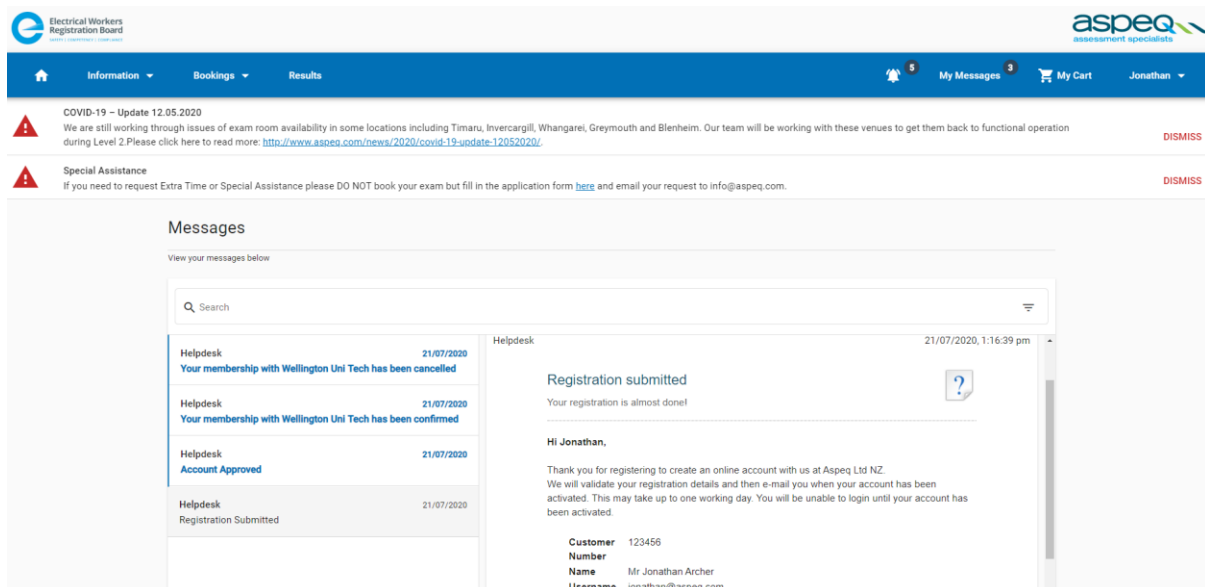 Electrical Workers
Registration Board
SAFETY | COMPETENCY | COMPLIANCE
aspeq
assessment specialists
Information
Bookings
Results
5
My Messages 3
My Cart
Jonathan
COVID-19 – Update 12.05.2020
We are still working through issues of exam room availability in some locations including Timaru, Invercargill, Whangarei, Greymouth and Blenheim. Our team will be working with these venues to get them back to functional operation
during Level 2.Please click here to read more: http://www.aspeq.com/news/2020/covid-19-update-12052020/.
DISMISS
Special Assistance
If you need to request Extra Time or Special Assistance please DO NOT book your exam but fill in the application form here and email your request to info@aspeq.com.
DISMISS
Messages
View your messages below
Search
Helpdesk 21/07/2020
Your membership with Wellington Uni Tech has been cancelled
Helpdesk 21/07/2020
Your membership with Wellington Uni Tech has been confirmed
Helpdesk 21/07/2020
Account Approved
Helpdesk 21/07/2020
Registration Submitted
Helpdesk 21/07/2020, 1:16:39 pm
Registration submitted
?
Your registration is almost done!
Hi Jonathan,
Thank you for registering to create an online account with us at Aspeq Ltd NZ.
We will validate your registration details and then e-mail you when your account has been
activated. This may take up to one working day. You will be unable to login until your account has
been activated.
Customer 123456
Number
Name Mr Jonathan Archer
Username jonathan@aspeq.com